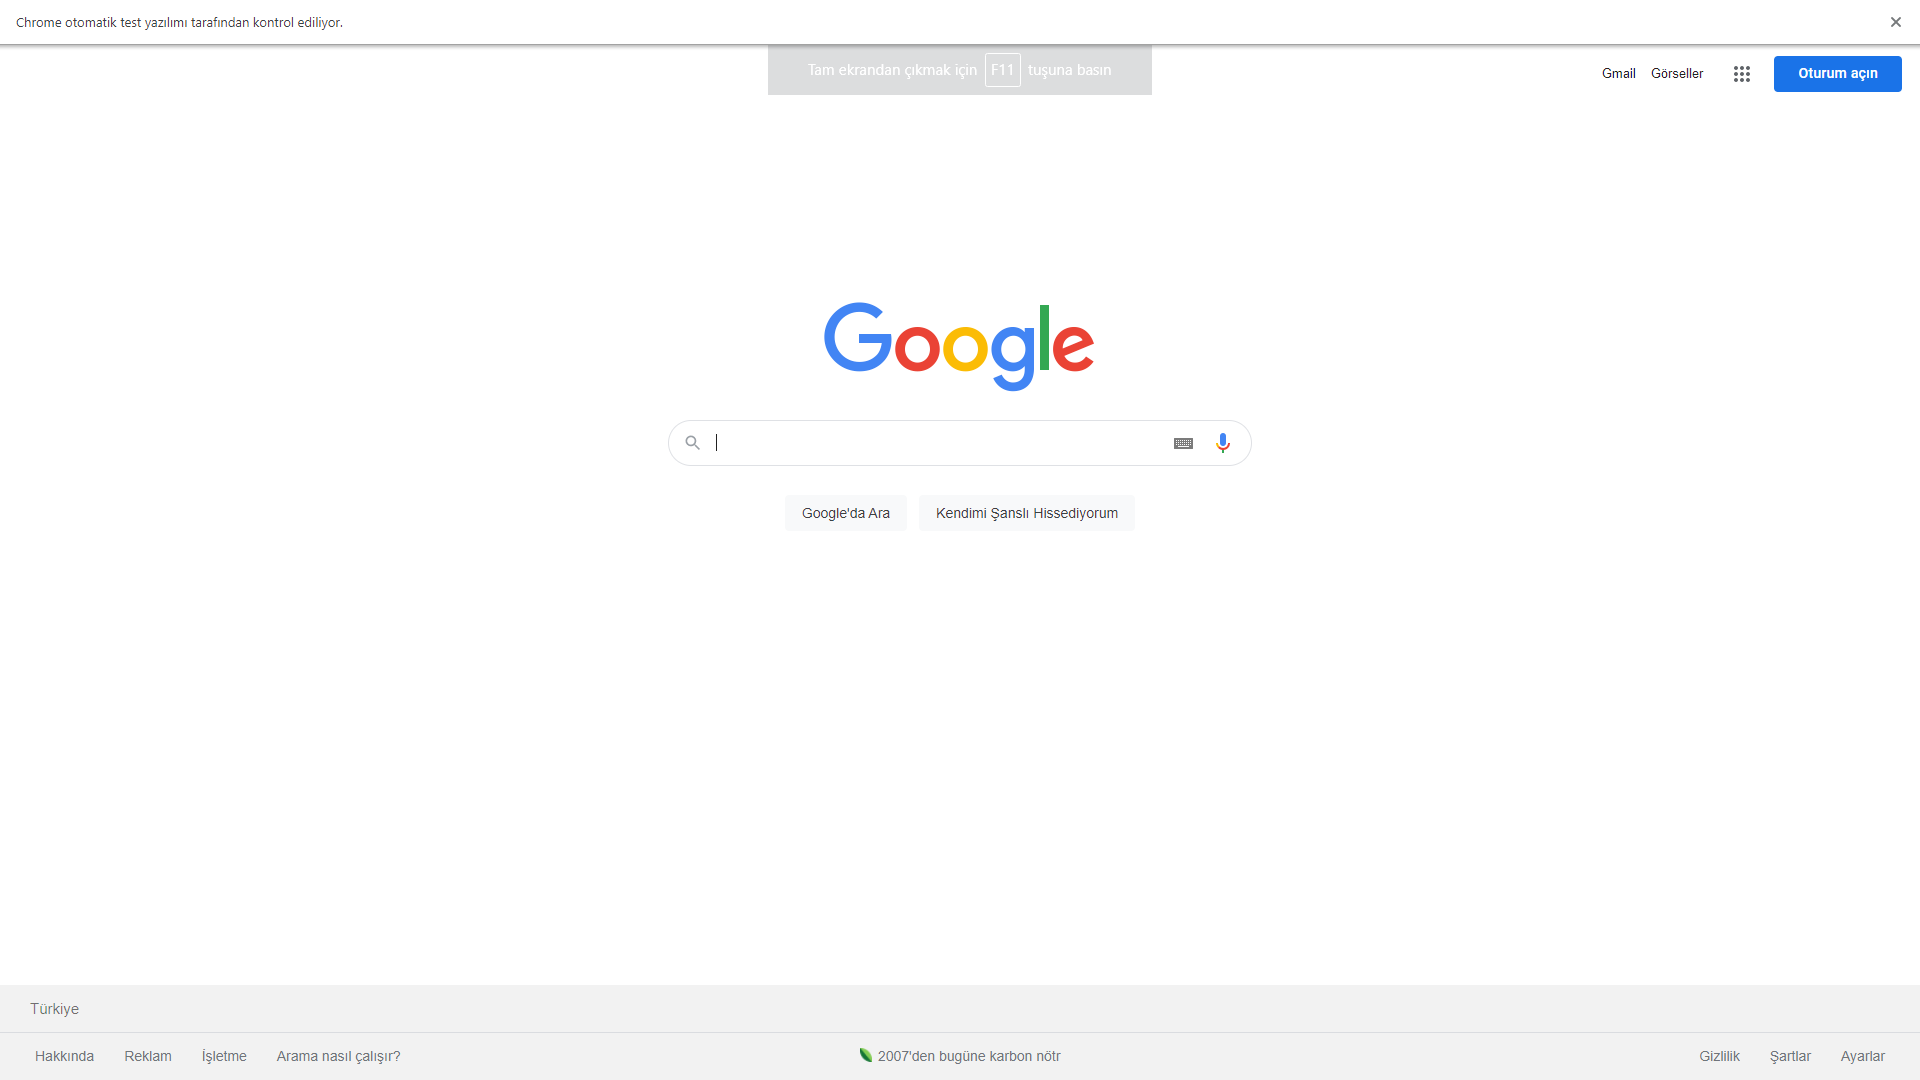 Chrome otomatik test yazılımı tarafından kontrol ediliyor.
Tam ekrandan çıkmak için F11 tuşuna basın
Gmail Görseller Oturum açın
Google
Google'da Ara Kendimi Şanslı Hissediyorum
Türkiye
Hakkında Reklam İşletme Arama nasıl çalışır? 2007'den bugüne karbon nötr Gizlilik Şartlar Ayarlar